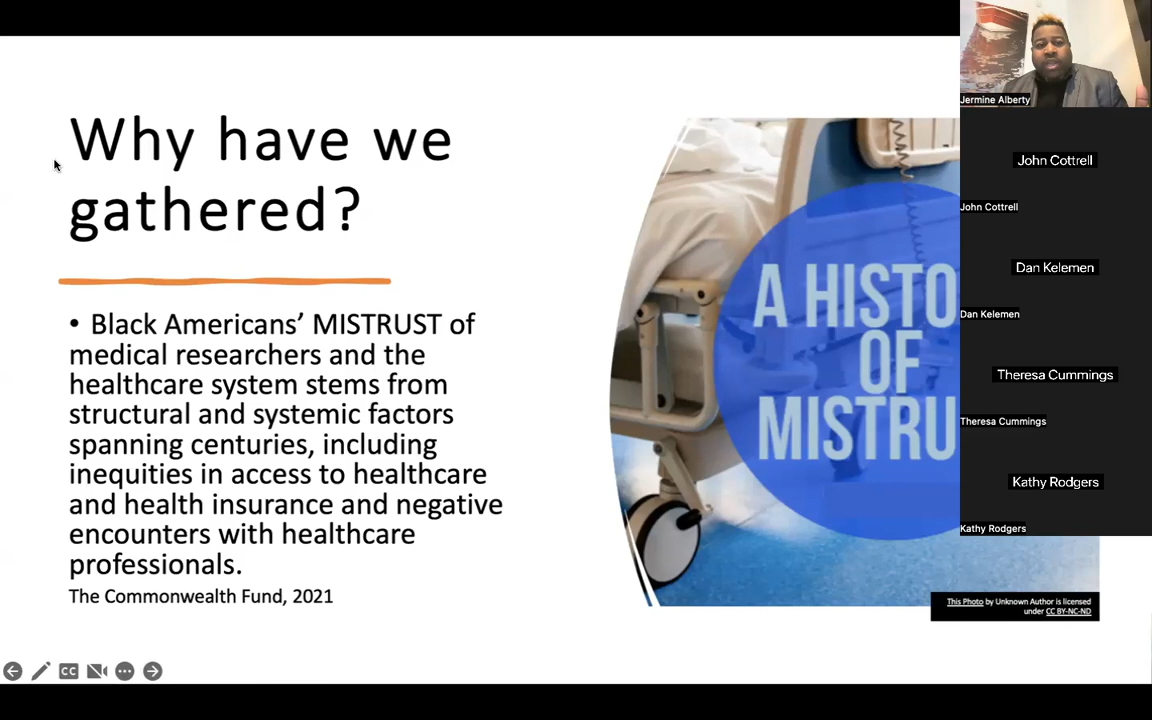 Why have we
gathered?
• Black Americans’ MISTRUST of
medical researchers and the
healthcare system stems from
structural and systemic factors
spanning centuries, including
inequities in access to healthcare
and health insurance and negative
encounters with healthcare
professionals.
The Commonwealth Fund, 2021
A HISTO
OF
MISTRU
This Photo by Unknown Author is licensed
under CC BY-NC-ND
Jermine Alberty
John Cottrell
John Cottrell
Dan Kelemen
Dan Kelemen
Theresa Cummings
Theresa Cummings
Kathy Rodgers
Kathy Rodgers
CC